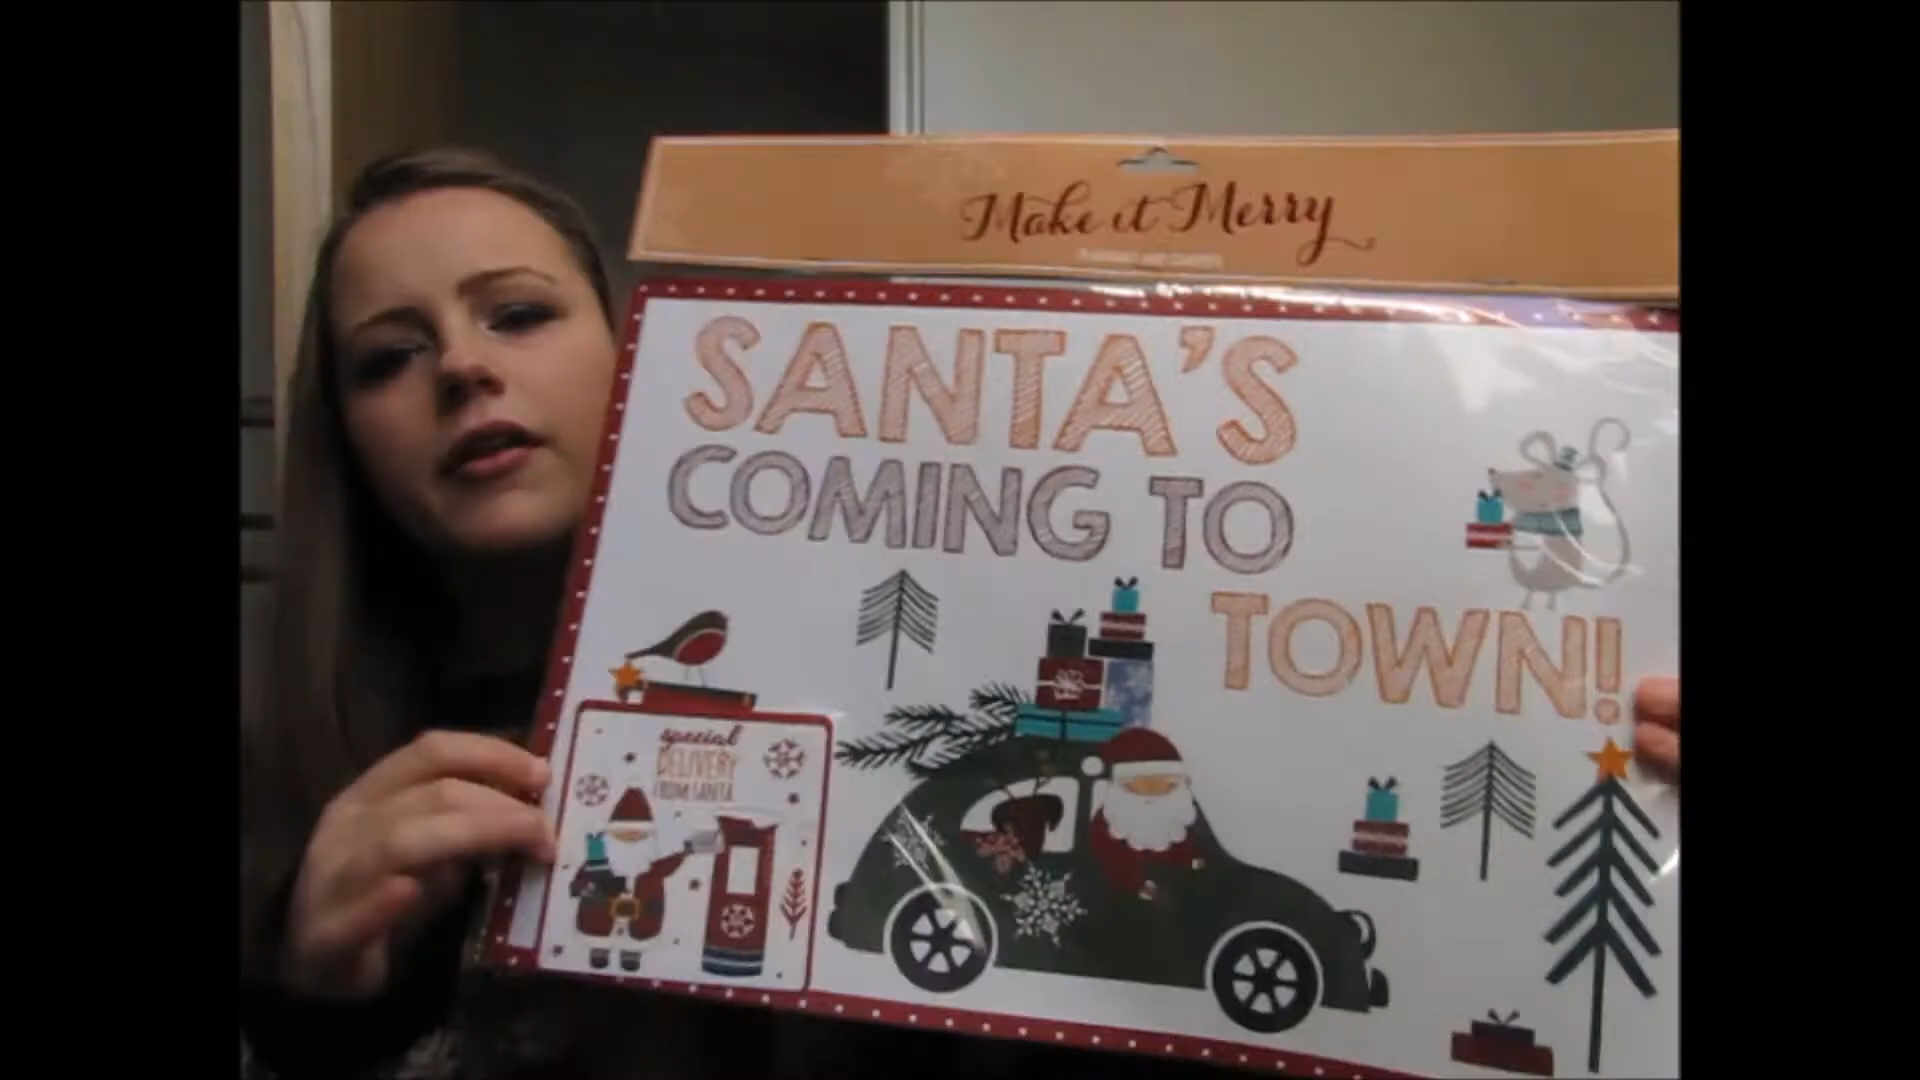 Make it Merry
SANTA'S
COMING TO
TOWN!
special
DELIVERY
FROM SANTA